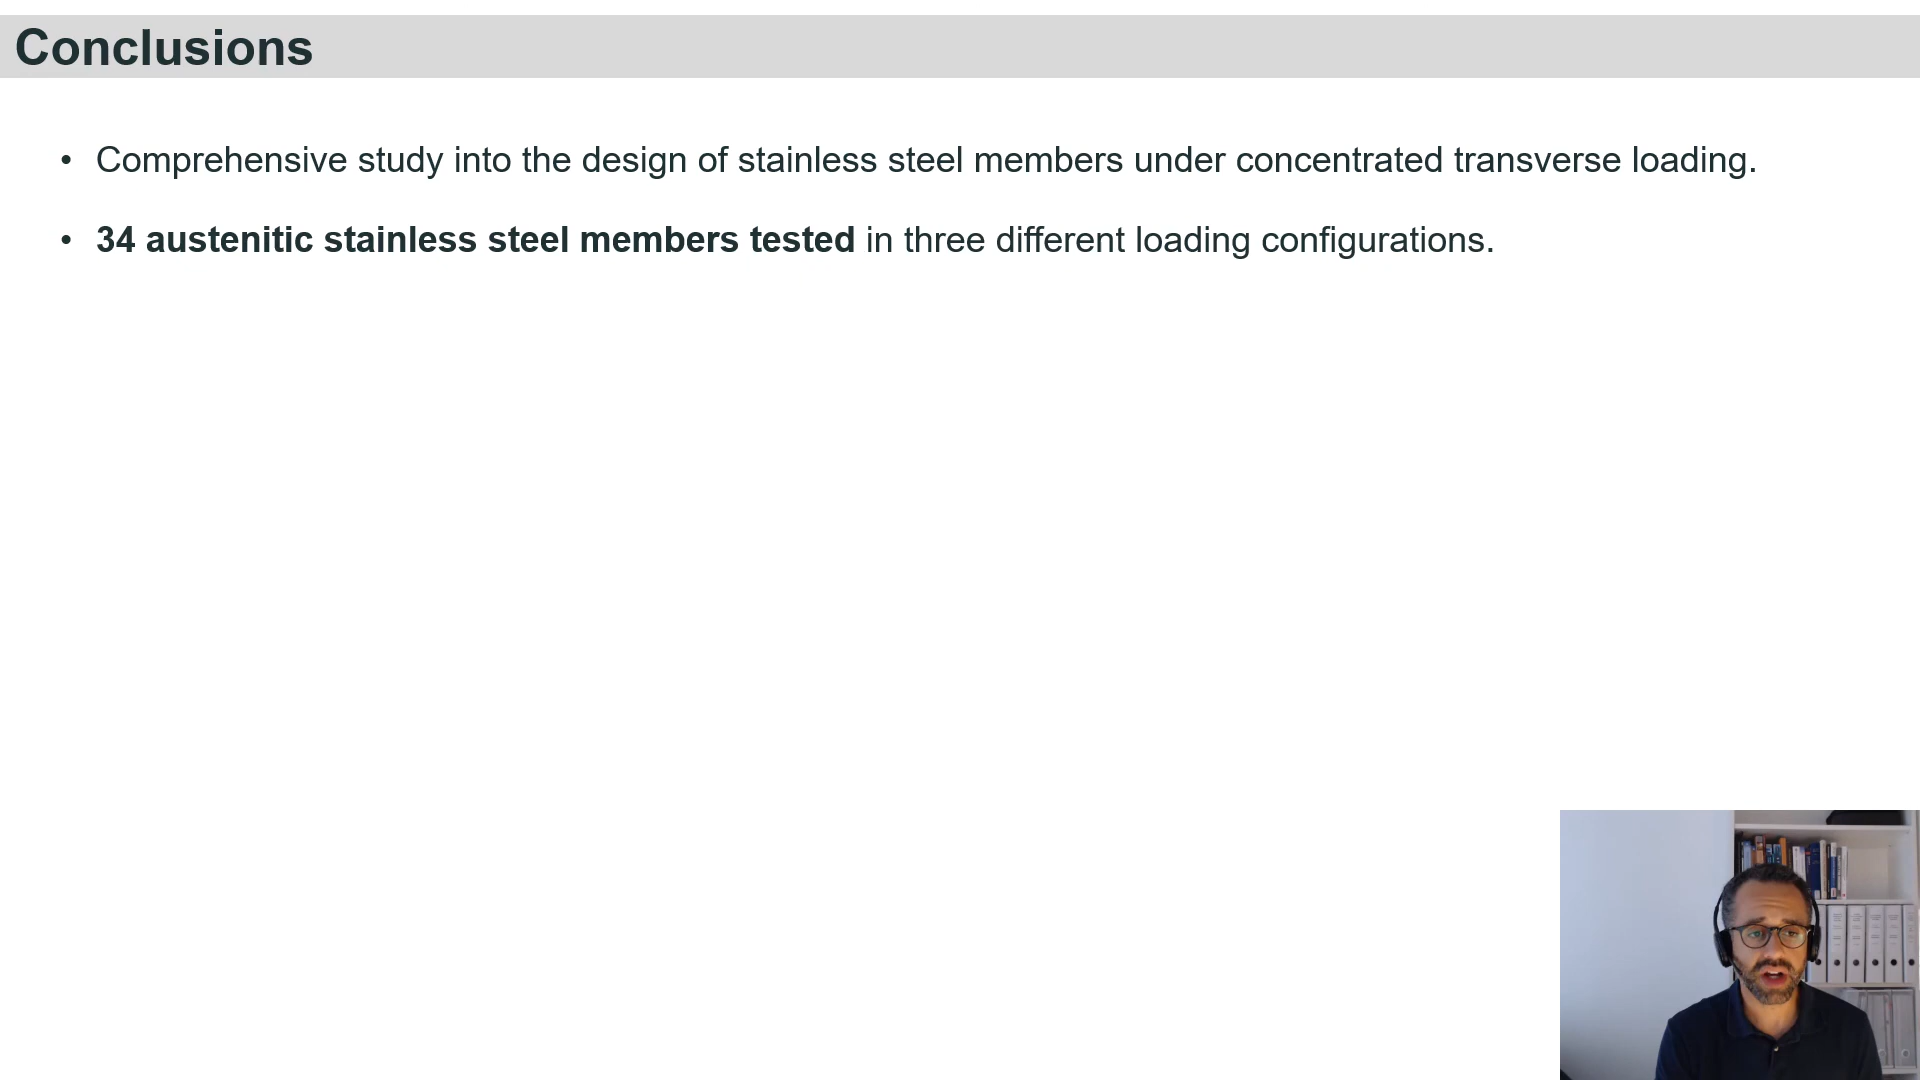 Conclusions
• Comprehensive study into the design of stainless steel members under concentrated transverse loading.
• 34 austenitic stainless steel members tested in three different loading configurations.